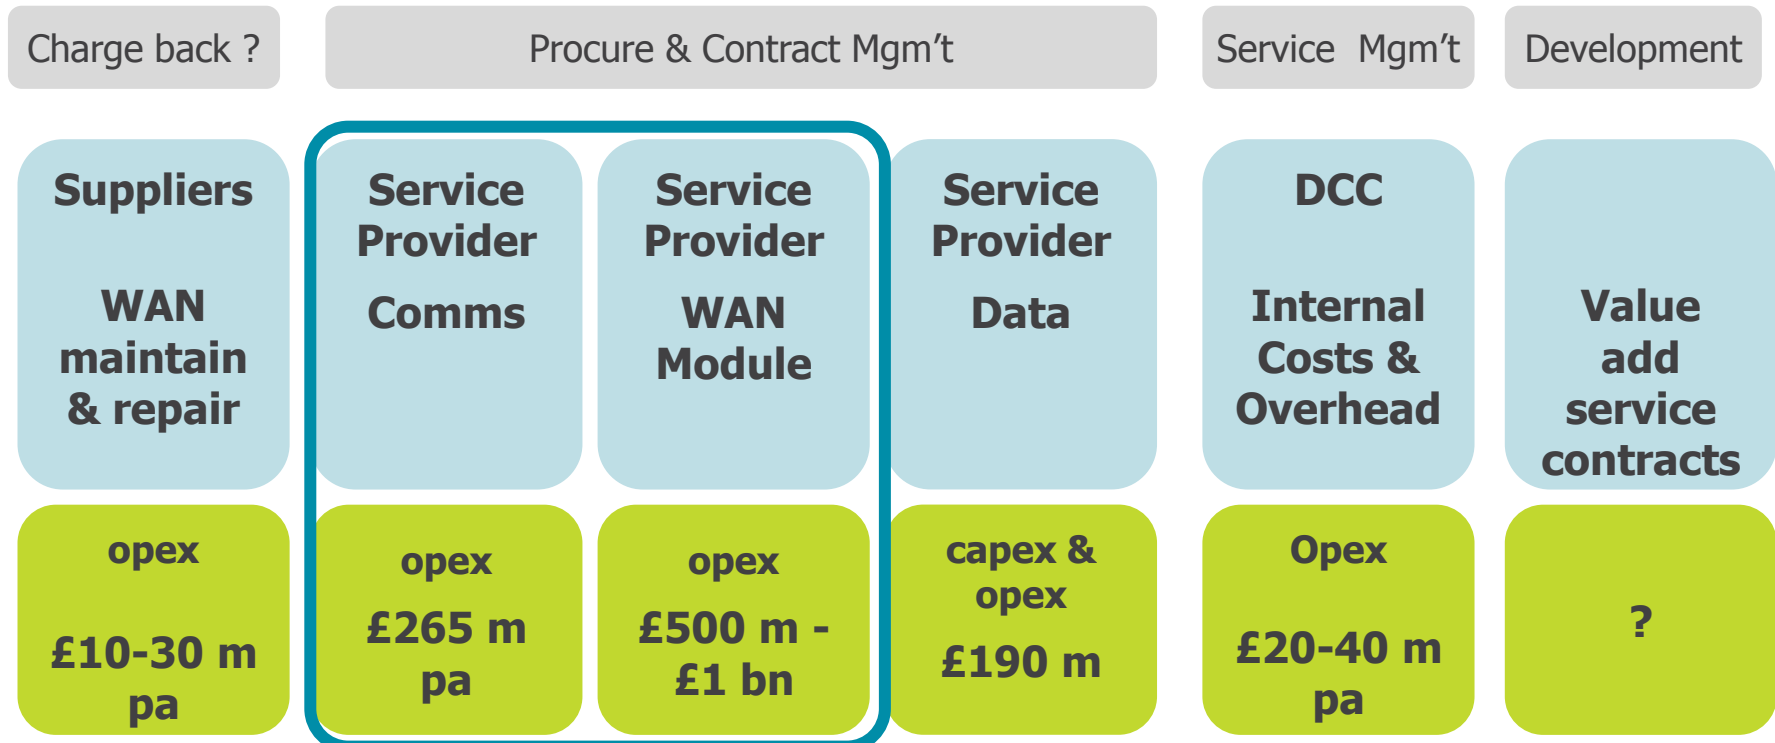 Charge back ?
Procure & Contract Mgm’t
Service Mgm’t
Development
Suppliers
WAN
maintain
& repair
Service
Provider
Comms
Service
Provider
WAN
Module
Service
Provider
Data
DCC
Internal
Costs &
Overhead
Value
add
service
contracts
opex
£10-30 m
pa
opex
£265 m
pa
opex
£500 m -
£1 bn
capex &
opex
£190 m
Opex
£20-40 m
pa
?